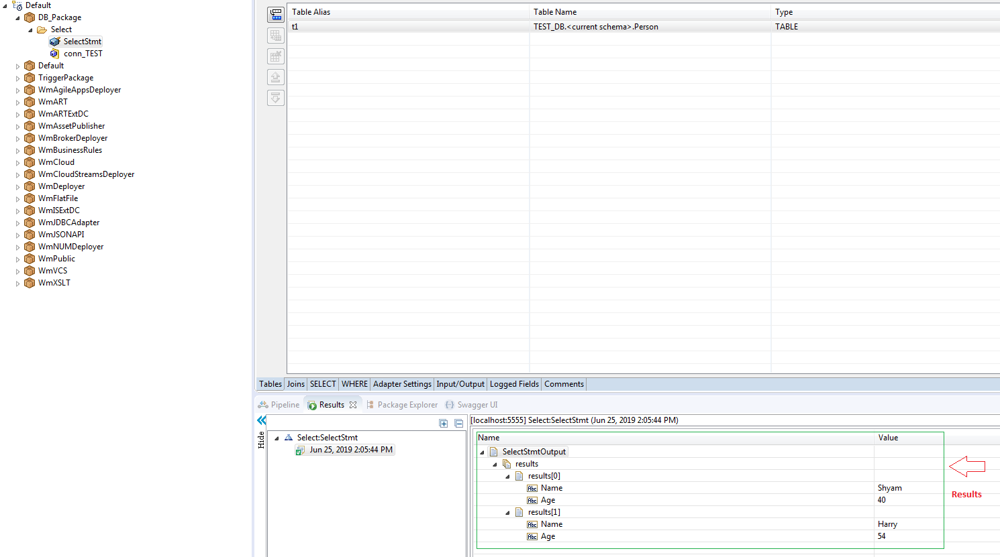 Default
DB_Package
Select
SelectStmt
conn_TEST
Default
TriggerPackage
WmAgileAppsDeployer
WmART
WmARTExtDC
WmAssetPublisher
WmBrokerDeployer
WmBusinessRules
WmCloud
WmCloudStreamsDeployer
WmDeployer
WmFlatFile
WmISExtDC
WmJDBCAdapter
WmJSONAPI
WmNUMDeployer
WmPublic
WmVCS
WmXSLT
Table Alias Table Name Type
t1 TEST_DB.<current schema>.Person TABLE
Tables Joins SELECT WHERE Adapter Settings Input/Output Logged Fields Comments
Pipeline Results Package Explorer Swagger UI
Hide
Select:SelectStmt
Jun 25, 2019 2:05:44 PM
[localhost:5555] Select:SelectStmt (Jun 25, 2019 2:05:44 PM)
Name Value
SelectStmtOutput
results
results[0]
Abc Name Shyam
Abc Age 40
results[1]
Abc Name Harry
Abc Age 54
Results